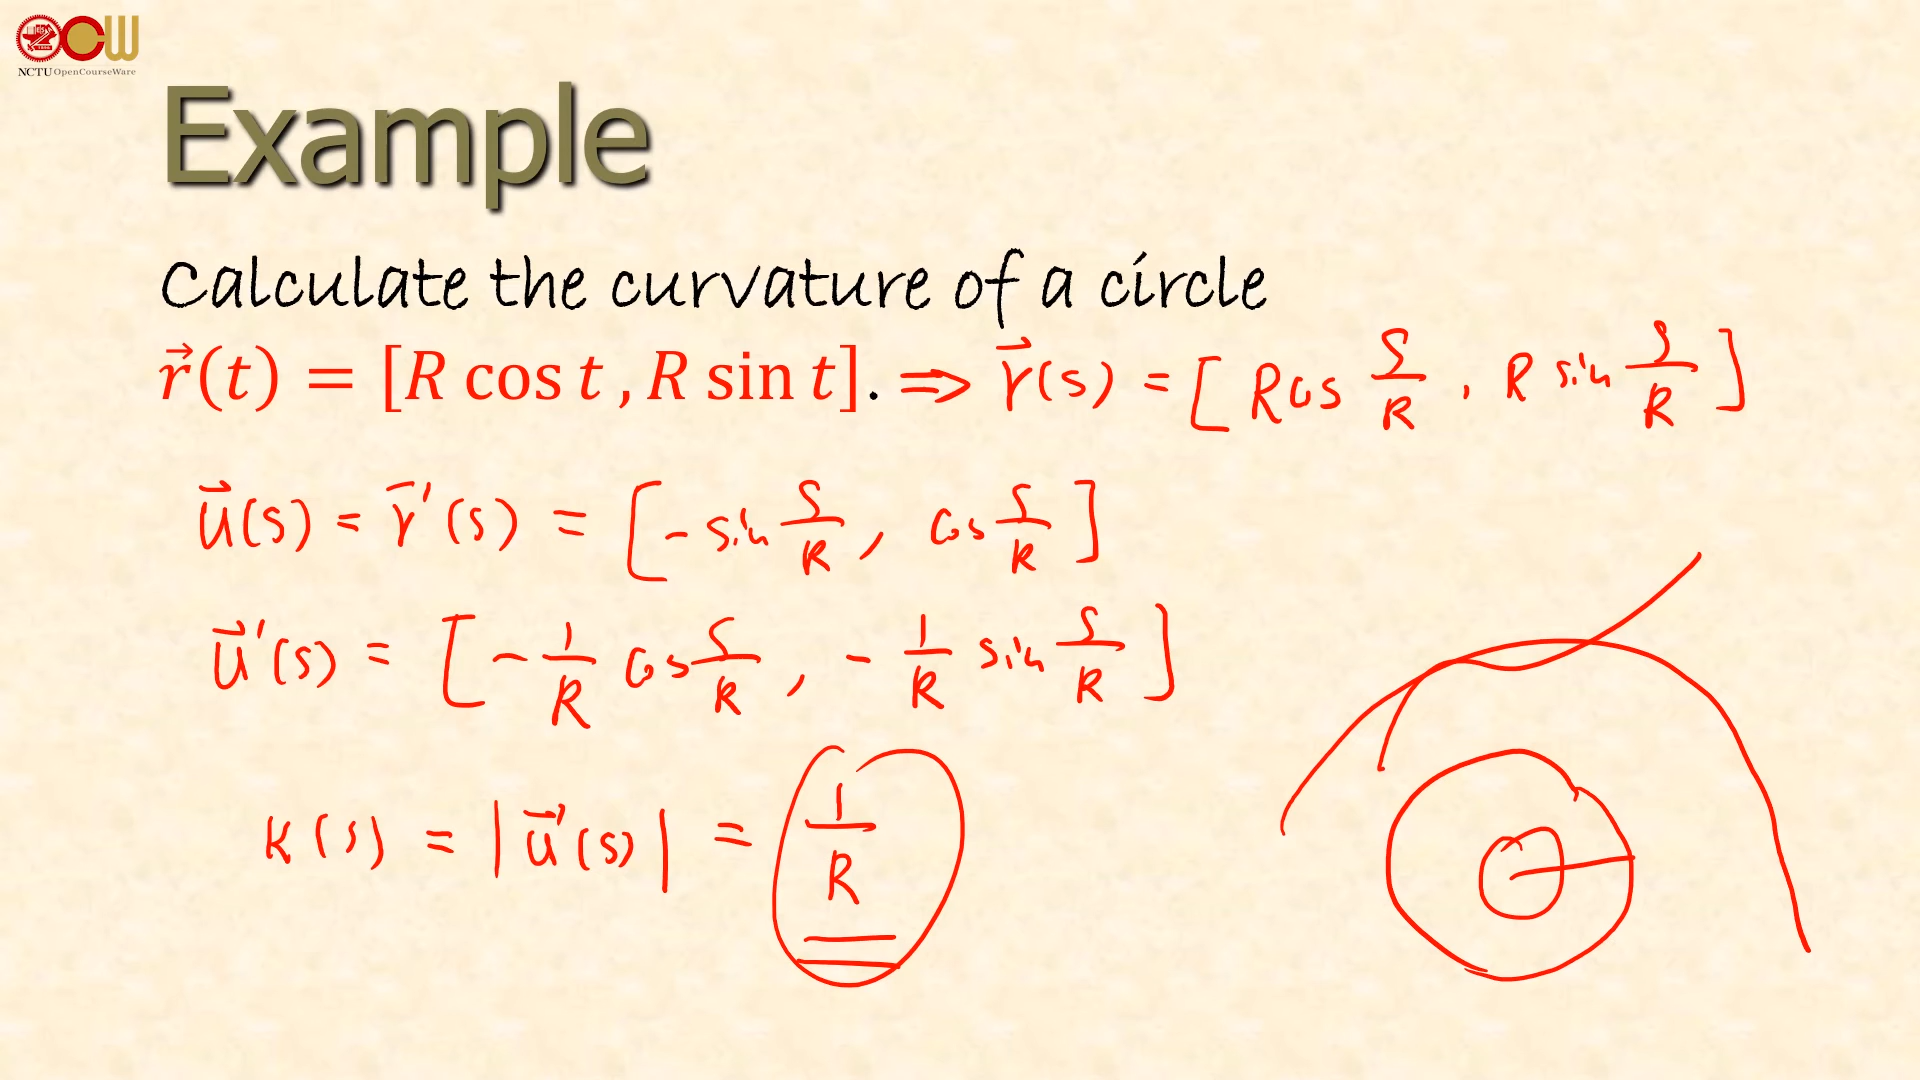 OCW
NCTU OpenCourseWare
Example
Calculate the curvature of a circle
r⃗(t) = [R cos t , R sin t]. ⇒ r⃗(s) = [R cos s/R , R sin s/R]
u⃗(s) = r⃗'(s) = [- sin s/R , cos s/R]
u⃗'(s) = [- 1/R cos s/R , - 1/R sin s/R]
κ(s) = |u⃗'(s)| = 1/R